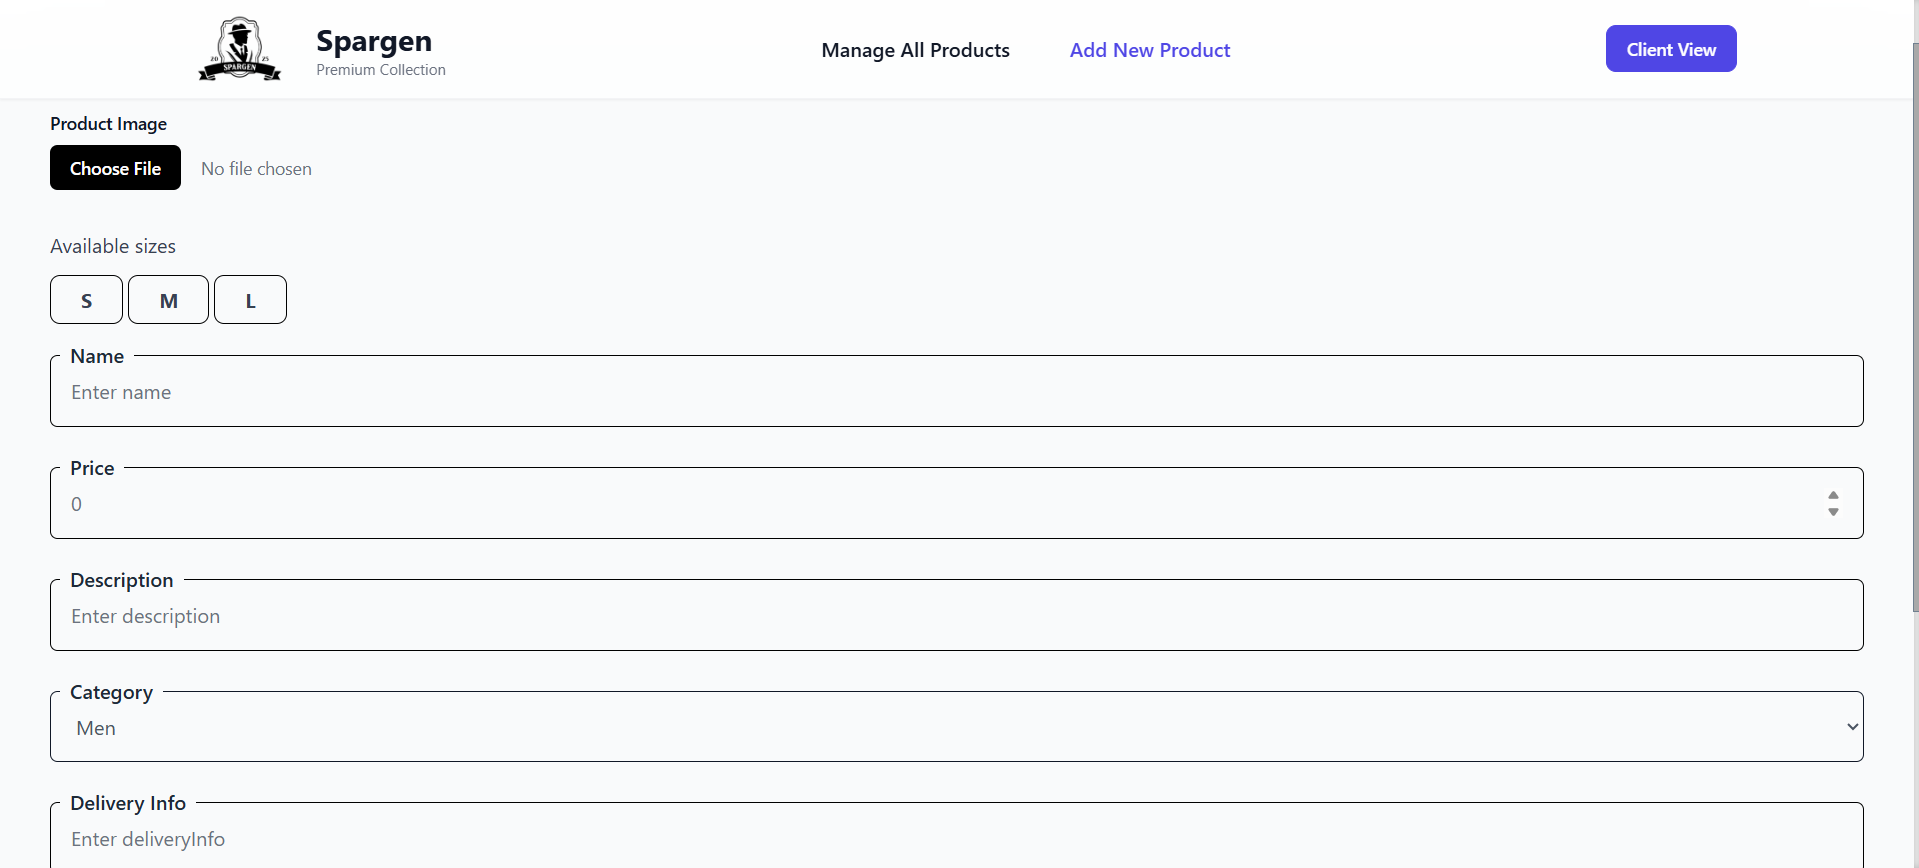 20 25
SPARGEN
Spargen
Premium Collection
Manage All Products
Add New Product
Client View
Product Image
Choose File No file chosen
Available sizes
S M L
Name
Enter name
Price
0
Description
Enter description
Category
Men
Delivery Info
Enter deliveryInfo